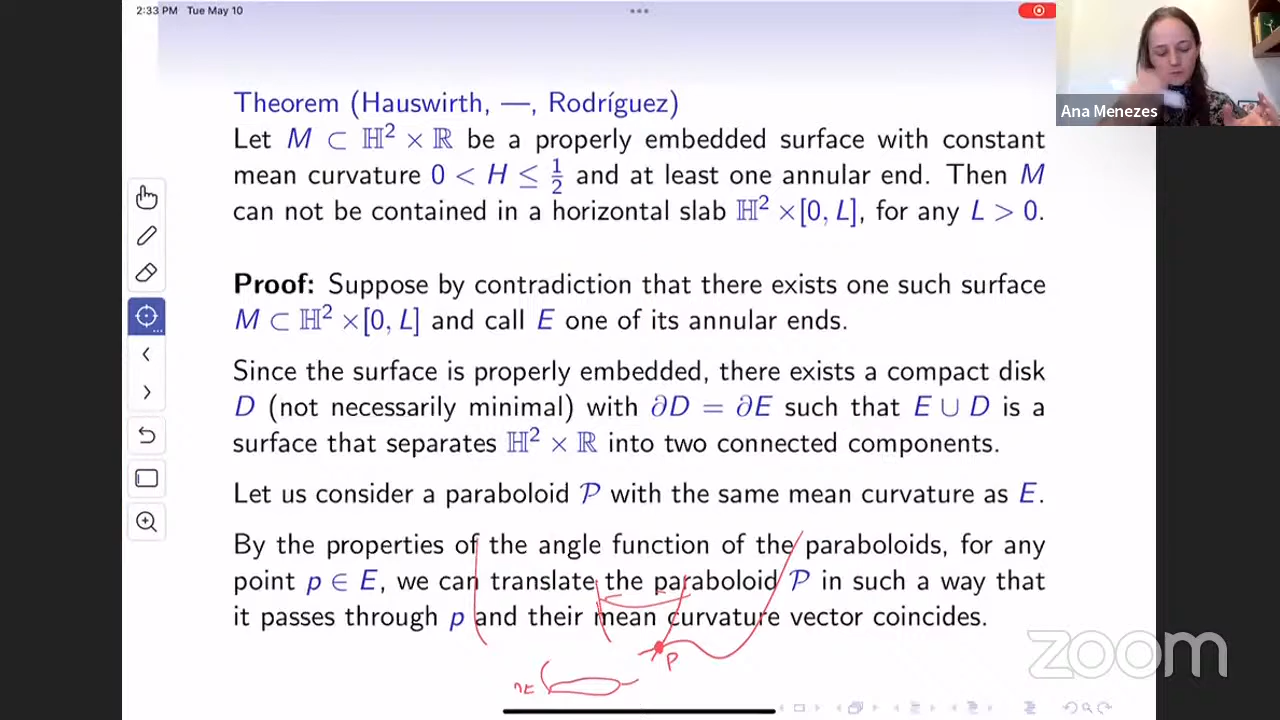 2:33 PM Tue May 10
Ana Menezes
Theorem (Hauswirth, —, Rodríguez)
Let M ⊂ ℍ² × ℝ be a properly embedded surface with constant
mean curvature 0 < H ≤ 1/2 and at least one annular end. Then M
can not be contained in a horizontal slab ℍ² ×[0, L], for any L > 0.
Proof: Suppose by contradiction that there exists one such surface
M ⊂ ℍ² ×[0, L] and call E one of its annular ends.
Since the surface is properly embedded, there exists a compact disk
D (not necessarily minimal) with ∂D = ∂E such that E ∪ D is a
surface that separates ℍ² × ℝ into two connected components.
Let us consider a paraboloid 𝒫 with the same mean curvature as E.
By the properties of the angle function of the paraboloids, for any
point p ∈ E, we can translate the paraboloid 𝒫 in such a way that
it passes through p and their mean curvature vector coincides.
p
zoom